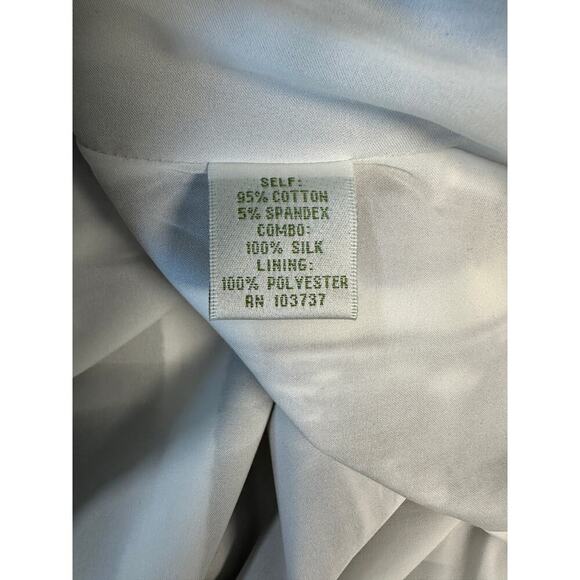 SELF:
95% COTTON
5% SPANDEX
COMBO:
100% SILK
LINING:
100% POLYESTER
RN 103737